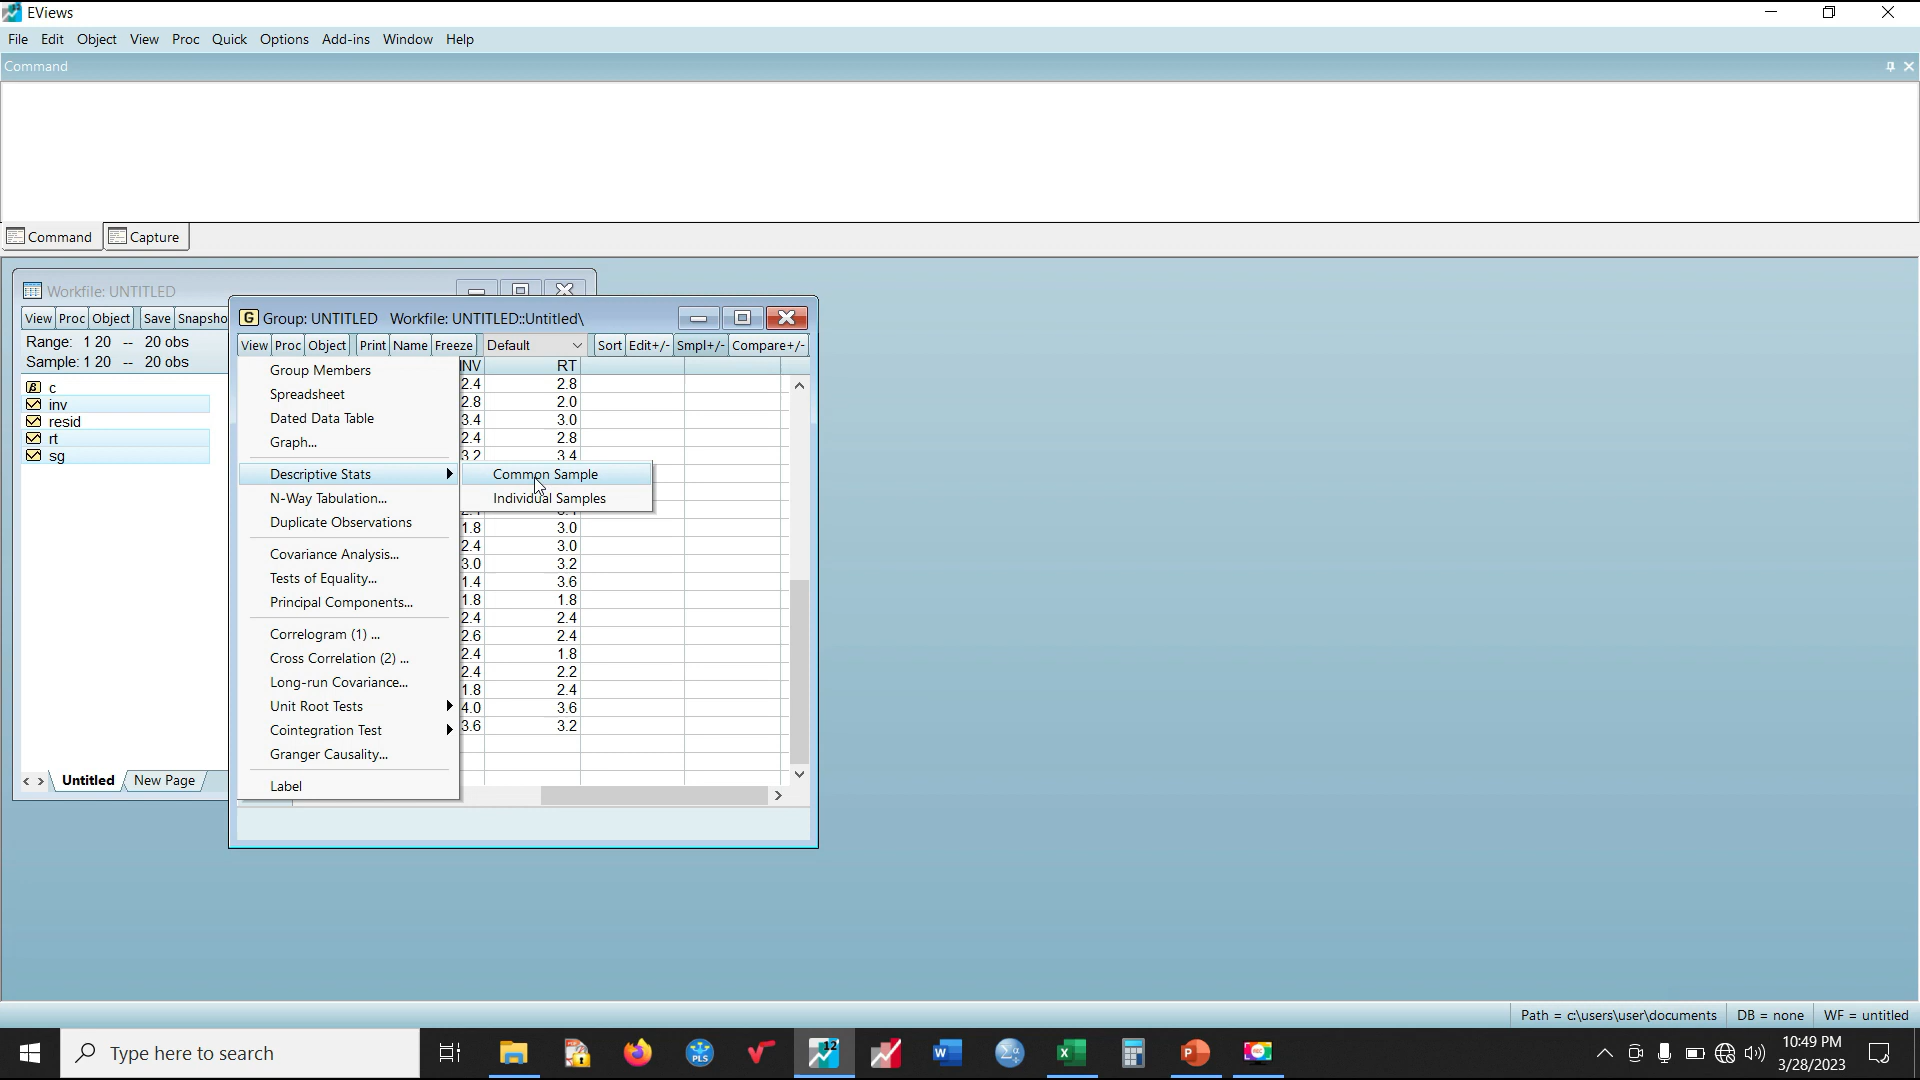 EViews
File Edit Object View Proc Quick Options Add-ins Window Help
Command
Command Capture
Workfile: UNTITLED
View Proc Object Save Snapsho
Range: 1 20 -- 20 obs
Sample: 1 20 -- 20 obs
c
inv
resid
rt
sg
Untitled New Page
Group: UNTITLED Workfile: UNTITLED::Untitled\
View Proc Object Print Name Freeze Default Sort Edit+/- Smpl+/- Compare+/-
Group Members
Spreadsheet
Dated Data Table
Graph...
Descriptive Stats
N-Way Tabulation...
Duplicate Observations
Covariance Analysis...
Tests of Equality...
Principal Components...
Correlogram (1) ...
Cross Correlation (2) ...
Long-run Covariance...
Unit Root Tests
Cointegration Test
Granger Causality...
Label
Common Sample
Individual Samples
INV RT
2.4 2.8
2.8 2.0
3.4 3.0
2.4 2.8
3.2 3.4
1.8 3.0
2.4 3.0
3.0 3.2
1.4 3.6
1.8 1.8
2.4 2.4
2.6 2.4
2.4 1.8
2.4 2.2
1.8 2.4
4.0 3.6
3.6 3.2
Path = c:\users\user\documents DB = none WF = untitled
Type here to search
PLS
12
10:49 PM
3/28/2023